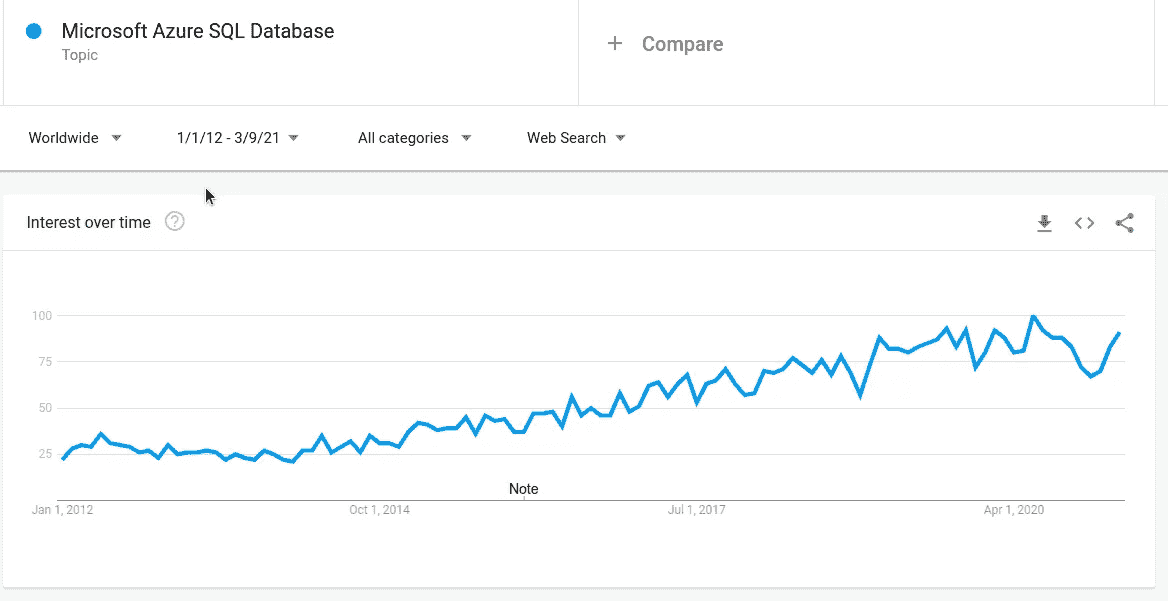 Microsoft Azure SQL Database
Topic
+ Compare
Worldwide 1/1/12 - 3/9/21 All categories Web Search
Interest over time ?
100
75
50
25
Note
Jan 1, 2012 Oct 1, 2014 Jul 1, 2017 Apr 1, 2020